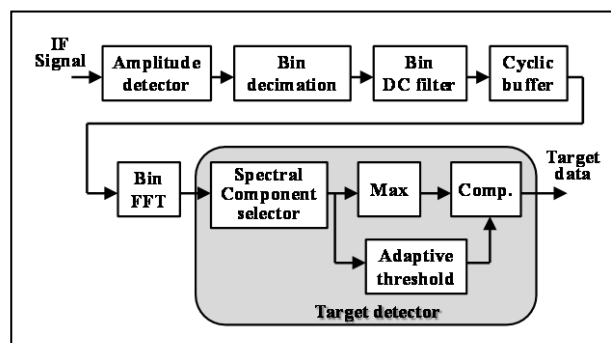 IF
Signal
Amplitude
detector
Bin
decimation
Bin
DC filter
Cyclic
buffer
Bin
FFT
Spectral
Component
selector
Max
Comp.
Target
data
Adaptive
threshold
Target detector